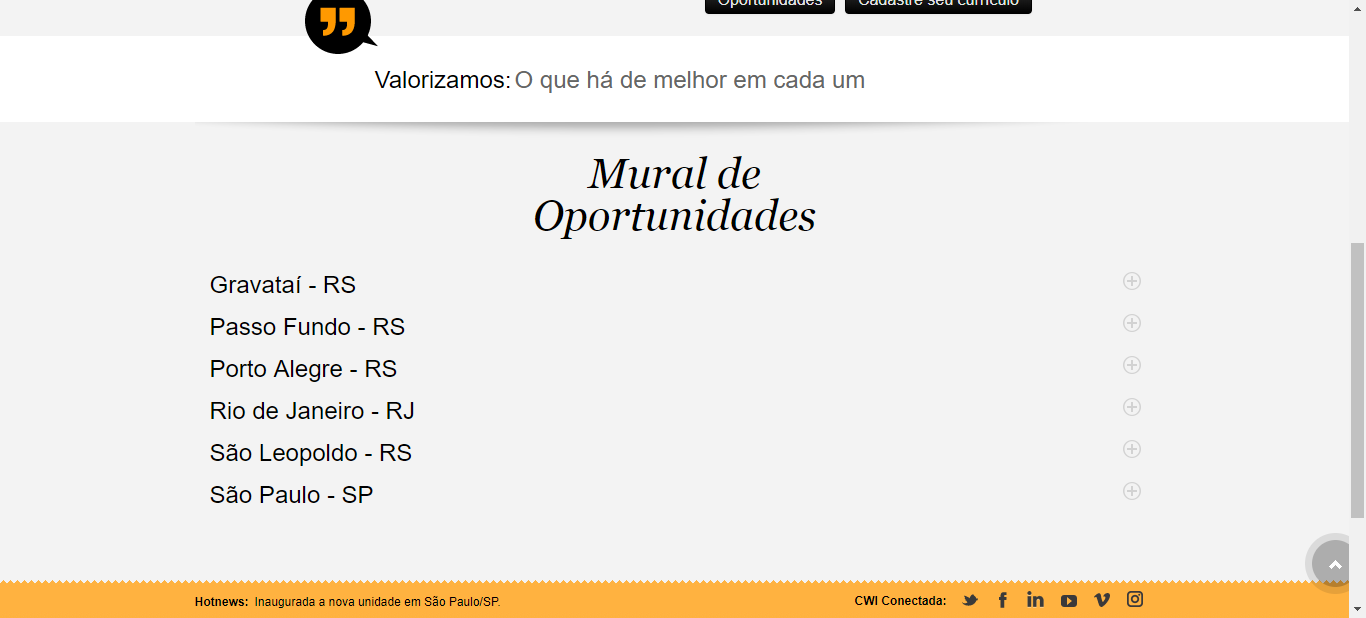 Oportunidades Cadastre seu currículo
Valorizamos: O que há de melhor em cada um
Mural de
Oportunidades
Gravataí - RS
Passo Fundo - RS
Porto Alegre - RS
Rio de Janeiro - RJ
São Leopoldo - RS
São Paulo - SP
Hotnews: Inaugurada a nova unidade em São Paulo/SP. CWI Conectada: